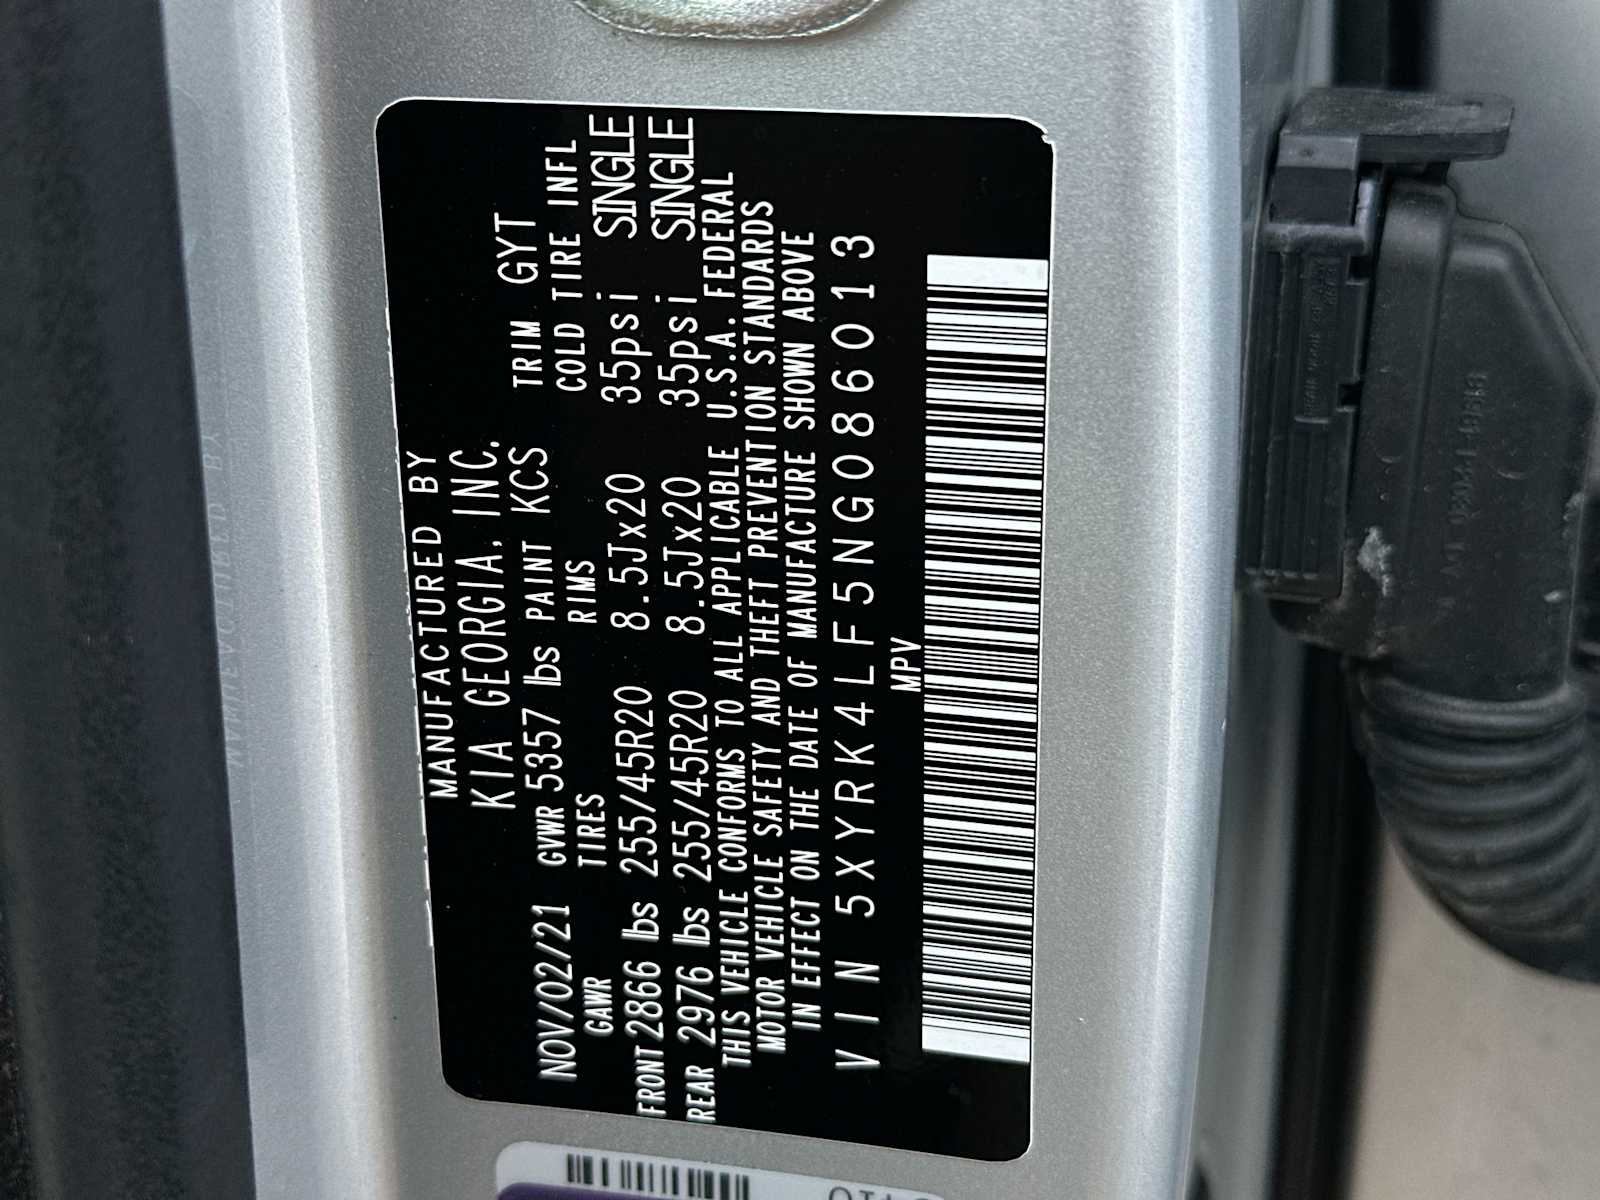 MANUFACTURED BY
KIA GEORGIA, INC.
NOV/02/21 GVWR 5357 lbs PAINT KCS TRIM GYT
GAWR TIRES RIMS COLD TIRE INFL
FRONT 2866 lbs 255/45R20 8.5Jx20 35psi SINGLE
REAR 2976 lbs 255/45R20 8.5Jx20 35psi SINGLE
THIS VEHICLE CONFORMS TO ALL APPLICABLE U.S.A. FEDERAL
MOTOR VEHICLE SAFETY AND THEFT PREVENTION STANDARDS
IN EFFECT ON THE DATE OF MANUFACTURE SHOWN ABOVE
VIN 5XYRK4LF5NG086013
MPV